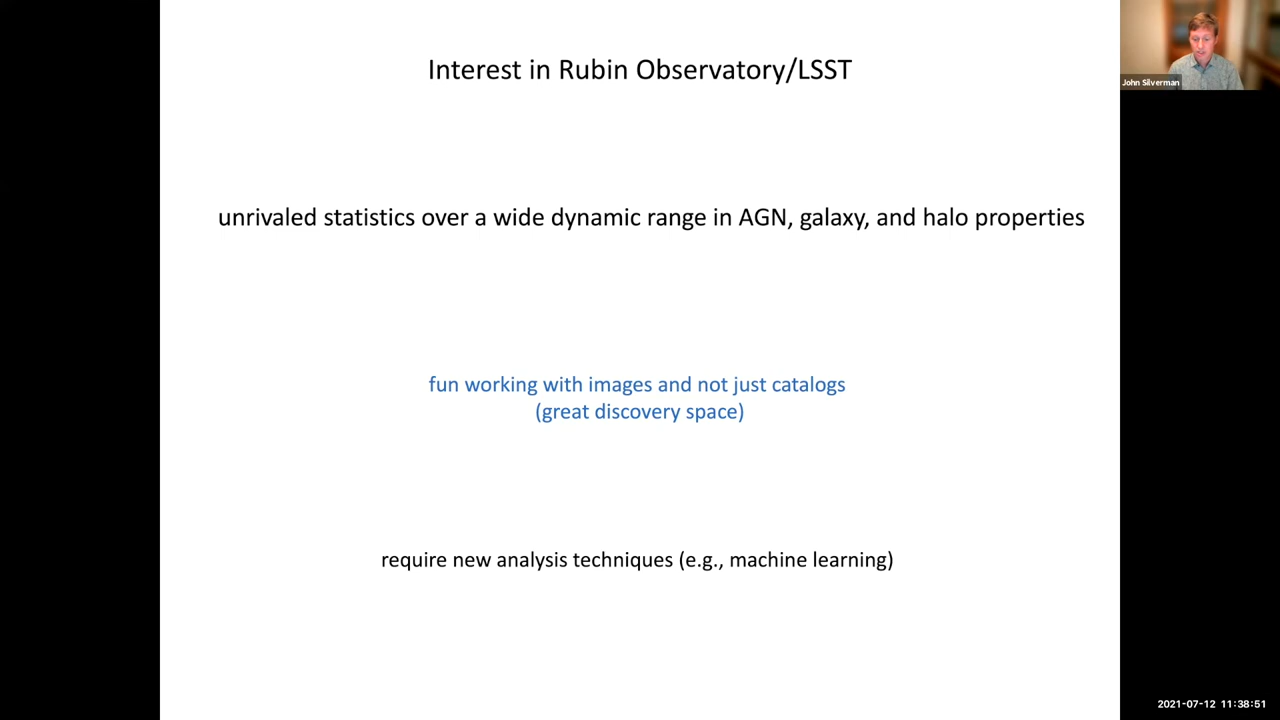 Interest in Rubin Observatory/LSST
John Silverman
unrivaled statistics over a wide dynamic range in AGN, galaxy, and halo properties
fun working with images and not just catalogs
(great discovery space)
require new analysis techniques (e.g., machine learning)
2021-07-12 11:38:51